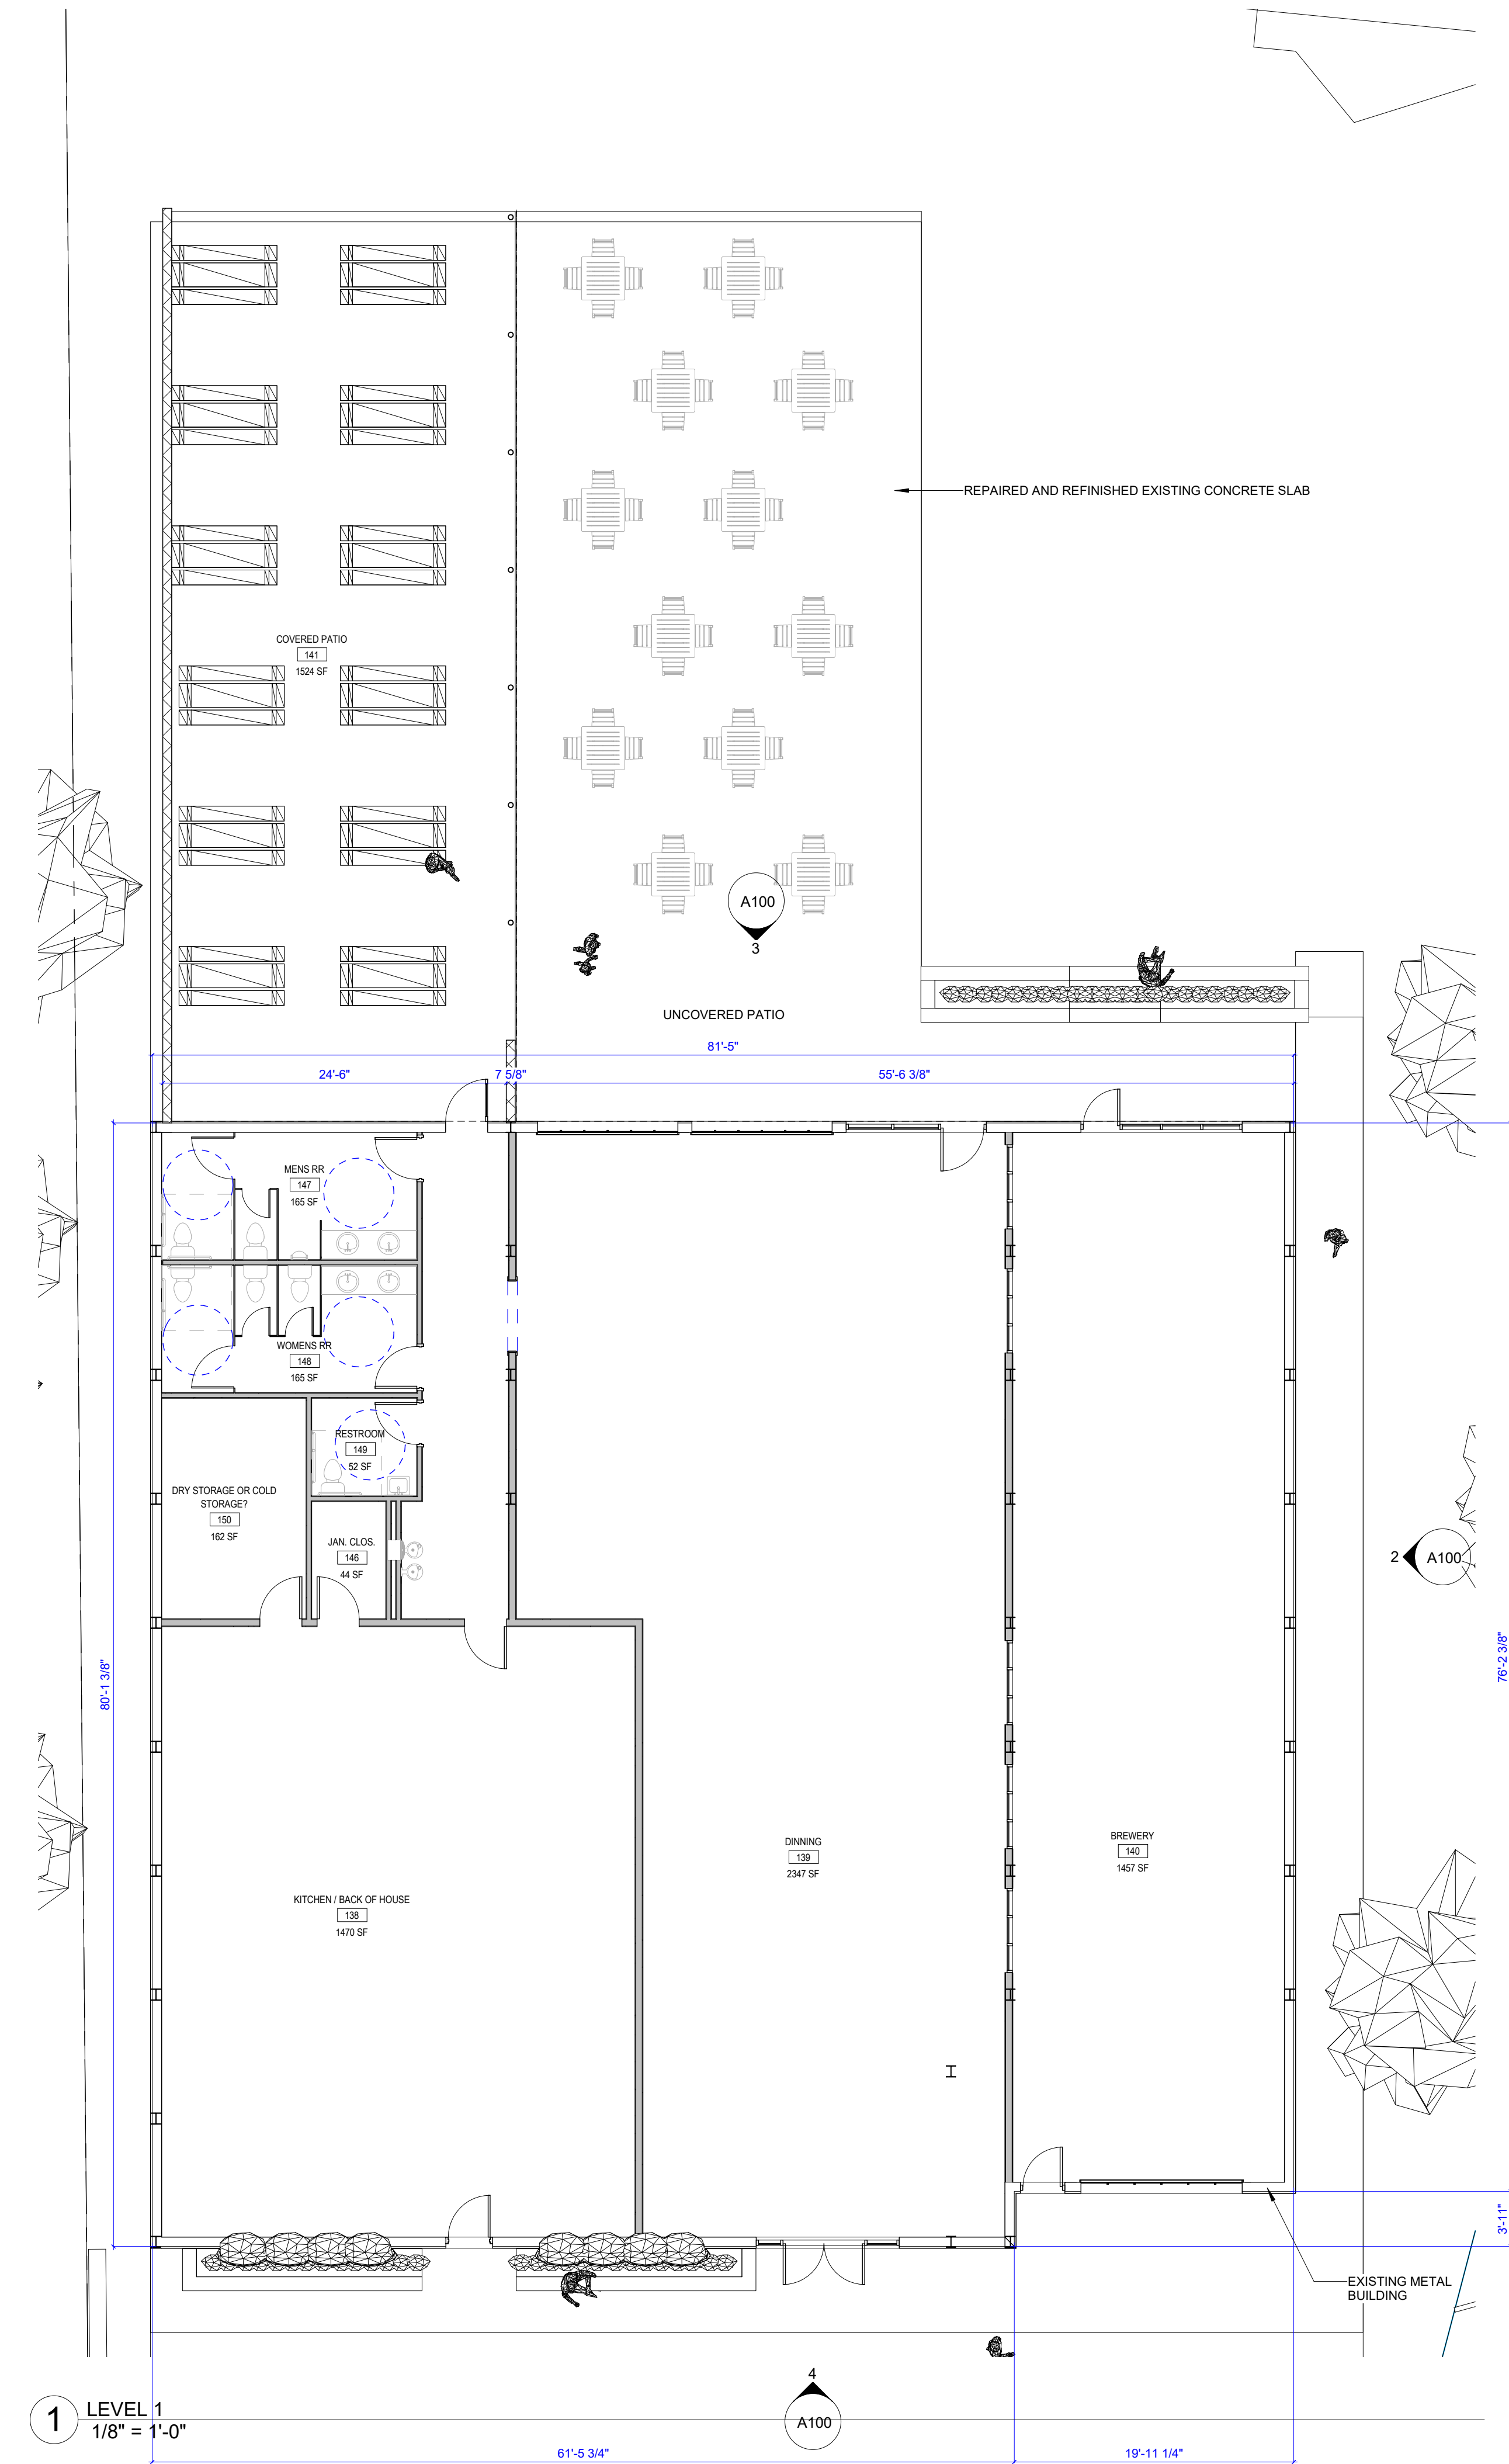 REPAIRED AND REFINISHED EXISTING CONCRETE SLAB
COVERED PATIO
141
1524 SF
A100
3
UNCOVERED PATIO
81'-5"
24'-6"
7 5/8"
55'-6 3/8"
MENS RR
147
165 SF
WOMENS RR
148
165 SF
RESTROOM
149
52 SF
DRY STORAGE OR COLD
STORAGE?
150
162 SF
JAN. CLOS.
146
44 SF
2
A100
80'-1 3/8"
76'-2 3/8"
DINNING
139
2347 SF
BREWERY
140
1457 SF
KITCHEN / BACK OF HOUSE
138
1470 SF
3'-11"
EXISTING METAL
BUILDING
4
A100
1
LEVEL 1
1/8" = 1'-0"
61'-5 3/4"
19'-11 1/4"